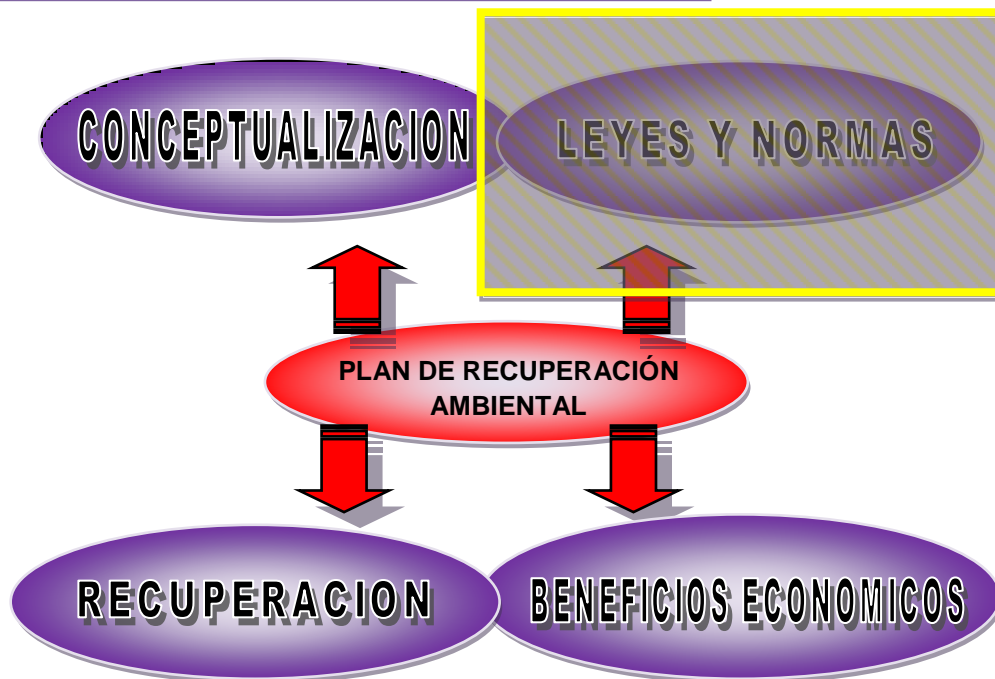 CONCEPTUALIZACION
LEYES Y NORMAS
PLAN DE RECUPERACIÓN
AMBIENTAL
RECUPERACION
BENEFICIOS ECONOMICOS